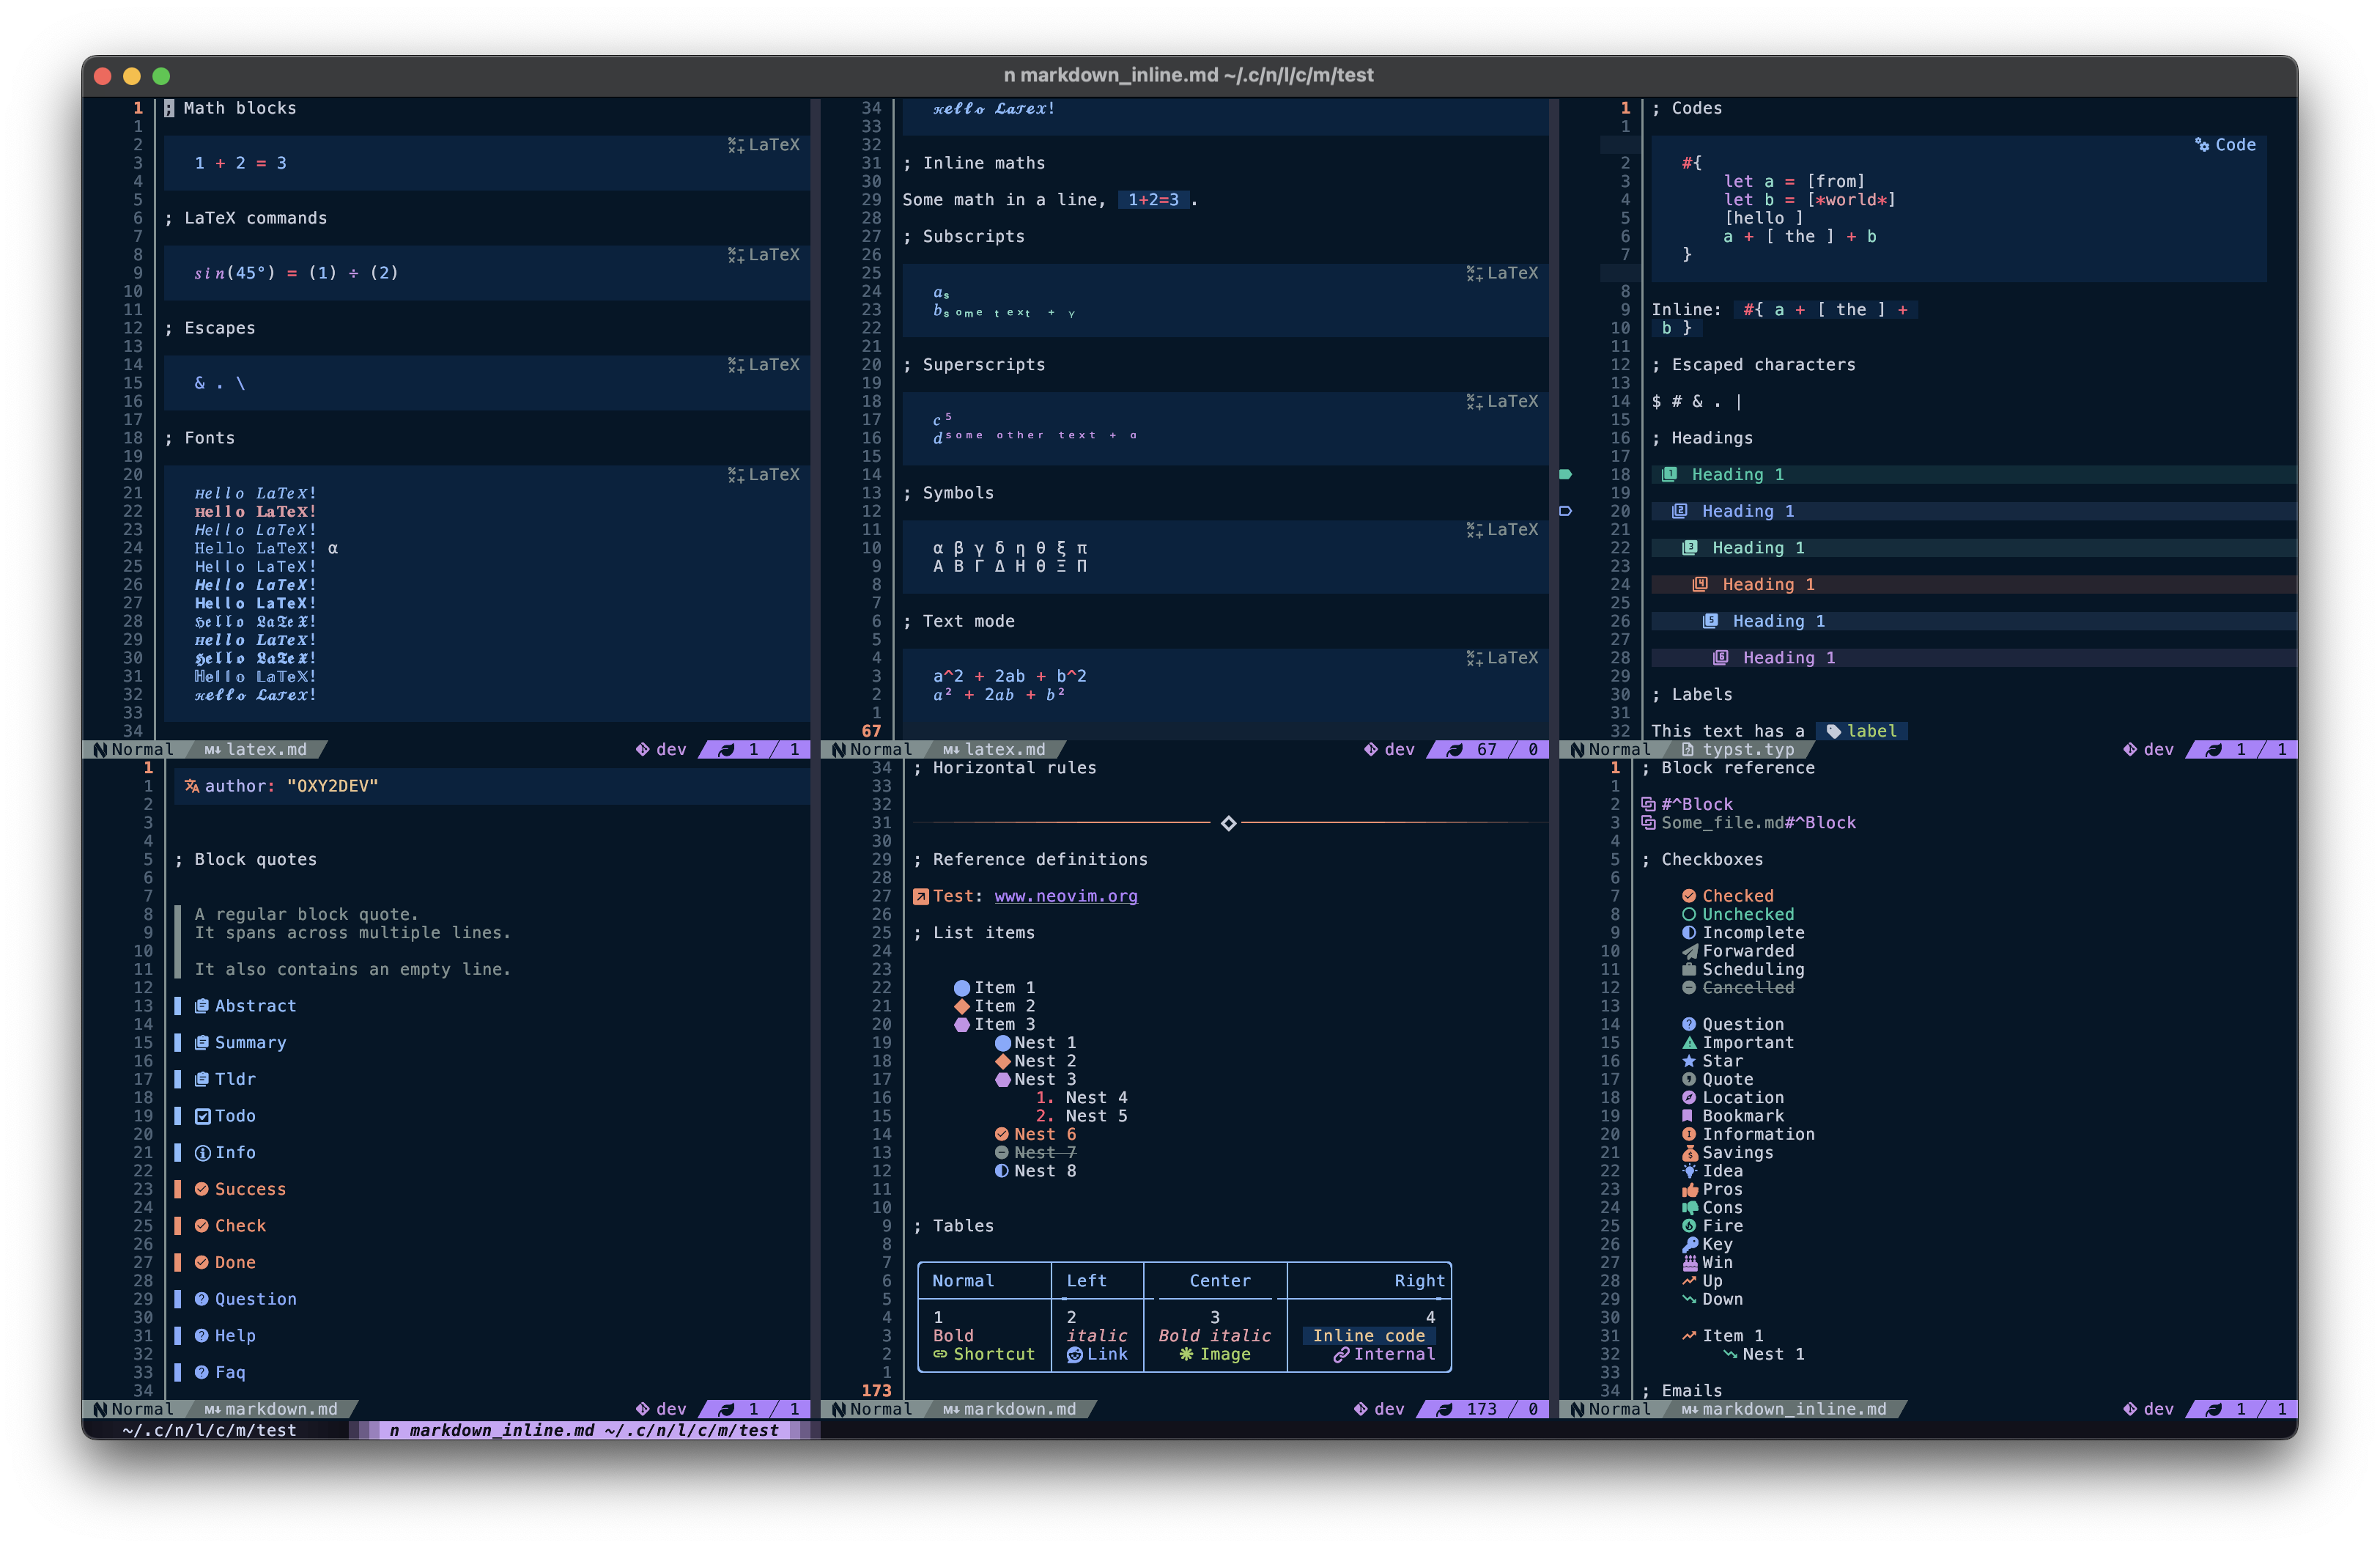 n markdown_inline.md ~/.c/n/l/c/m/test
1 ; Math blocks
1
2 LaTeX
3 1 + 2 = 3
4
5
6 ; LaTeX commands
7
8 LaTeX
9 sin(45°) = (1) ÷ (2)
10
11
12 ; Escapes
13
14 LaTeX
15 & . \
16
17
18 ; Fonts
19
20 LaTeX
21 Hello LaTeX!
22 Hello LaTeX!
23 Hello LaTeX!
24 Hello LaTeX! α
25 Hello LaTeX!
26 Hello LaTeX!
27 Hello LaTeX!
28 Hello LaTeX!
29 Hello LaTeX!
30 Hello LaTeX!
31 Hello LaTeX!
32 Hello LaTeX!
33
34
Normal latex.md dev 1 / 1
34 Hello LaTeX!
33
32
31 ; Inline maths
30
29 Some math in a line, 1+2=3 .
28
27 ; Subscripts
26
25 LaTeX
24 aₛ
23 bₛₒₘₑ ₜₑₓₜ ₊ ᵧ
22
21
20 ; Superscripts
19
18 LaTeX
17 c⁵
16 dˢᵒᵐᵉ ᵒᵗʰᵉʳ ᵗᵉˣᵗ ⁺ ᵅ
15
14
13 ; Symbols
12
11 LaTeX
10 α β γ δ η θ ξ π
9 Α Β Γ Δ Η θ Ξ Π
8
7
6 ; Text mode
5
4 LaTeX
3 a^2 + 2ab + b^2
2 a² + 2ab + b²
1
67
Normal latex.md dev 67 / 0
1 ; Codes
1
Code
2 #{
3 let a = [from]
4 let b = [*world*]
5 [hello ]
6 a + [ the ] + b
7 }
8
9 Inline: #{ a + [ the ] +
10 b }
11
12 ; Escaped characters
13
14 $ # & . |
15
16 ; Headings
17
18 1 Heading 1
19
20 2 Heading 1
21
22 3 Heading 1
23
24 4 Heading 1
25
26 5 Heading 1
27
28 6 Heading 1
29
30 ; Labels
31
32 This text has a label
Normal typst.typ dev 1 / 1
1
1 author: "OXY2DEV"
2
3
4
5 ; Block quotes
6
7
8 A regular block quote.
9 It spans across multiple lines.
10
11 It also contains an empty line.
12
13 Abstract
14
15 Summary
16
17 Tldr
18
19 Todo
20
21 Info
22
23 Success
24
25 Check
26
27 Done
28
29 Question
30
31 Help
32
33 Faq
34
Normal markdown.md dev 1 / 1
34 ; Horizontal rules
33
32
31
30
29 ; Reference definitions
28
27 Test: www.neovim.org
26
25 ; List items
24
23
22 Item 1
21 Item 2
20 Item 3
19 Nest 1
18 Nest 2
17 Nest 3
16 1. Nest 4
15 2. Nest 5
14 Nest 6
13 Nest 7
12 Nest 8
11
10
9 ; Tables
8
7
6 Normal Left Center Right
5
4 1 2 3 4
3 Bold italic Bold italic Inline code
2 Shortcut Link Image Internal
1
173
Normal markdown.md dev 173 / 0
1 ; Block reference
1
2 #^Block
3 Some_file.md#^Block
4
5 ; Checkboxes
6
7 Checked
8 Unchecked
9 Incomplete
10 Forwarded
11 Scheduling
12 Cancelled
13
14 Question
15 Important
16 Star
17 Quote
18 Location
19 Bookmark
20 Information
21 Savings
22 Idea
23 Pros
24 Cons
25 Fire
26 Key
27 Win
28 Up
29 Down
30
31 Item 1
32 Nest 1
33
34 ; Emails
Normal markdown_inline.md dev 1 / 1
~/.c/n/l/c/m/test n markdown_inline.md ~/.c/n/l/c/m/test